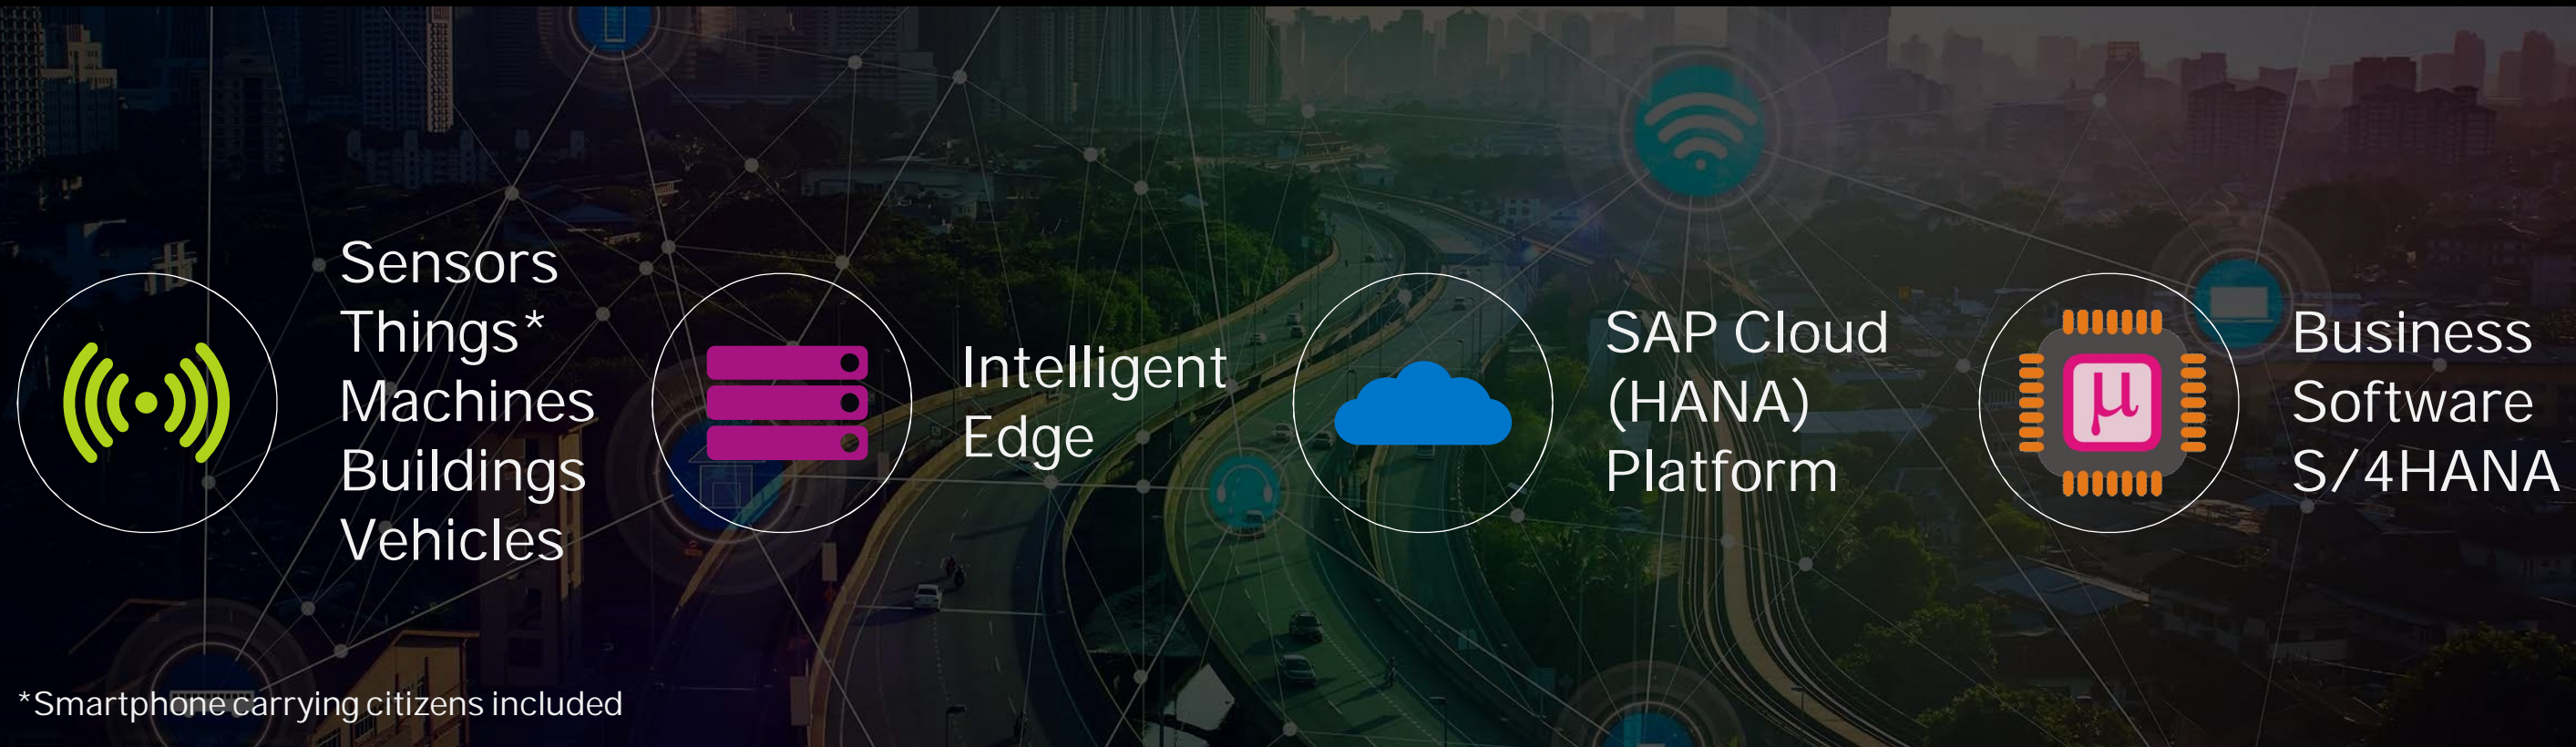 Sensors
Things*
Machines
Buildings
Vehicles
Intelligent
Edge
SAP Cloud
(HANA)
Platform
μ
Business
Software
S/4HANA
*Smartphone carrying citizens included